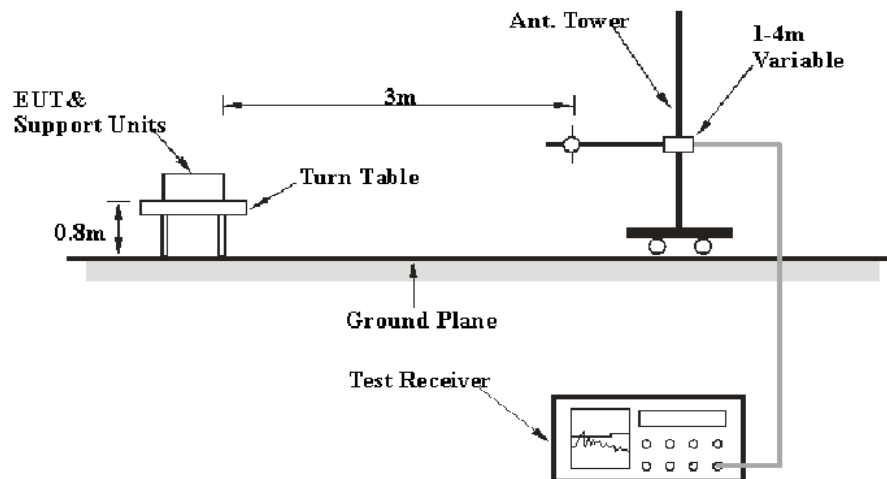 Ant. Tower
1-4m
Variable
3m
EUT&
Support Units
Turn Table
0.8m
Ground Plane
Test Receiver